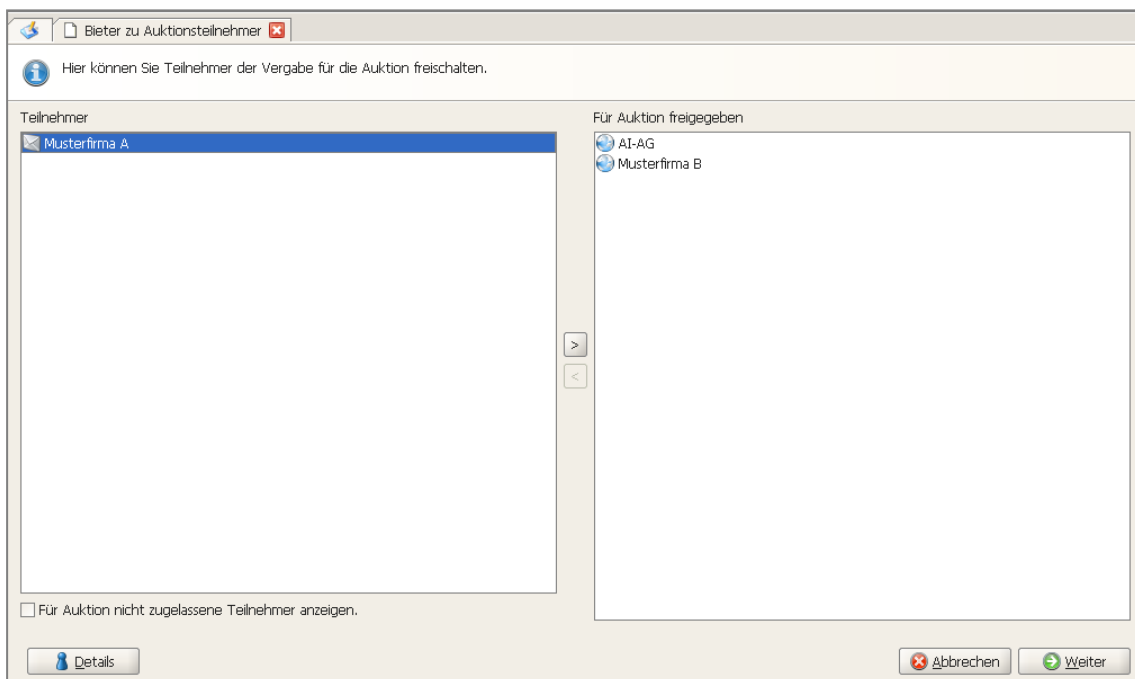 Bieter zu Auktionsteilnehmer
Hier können Sie Teilnehmer der Vergabe für die Auktion freischalten.
Teilnehmer
Für Auktion freigegeben
Musterfirma A
AI-AG
Musterfirma B
>
<
Für Auktion nicht zugelassene Teilnehmer anzeigen.
Details
Abbrechen
Weiter